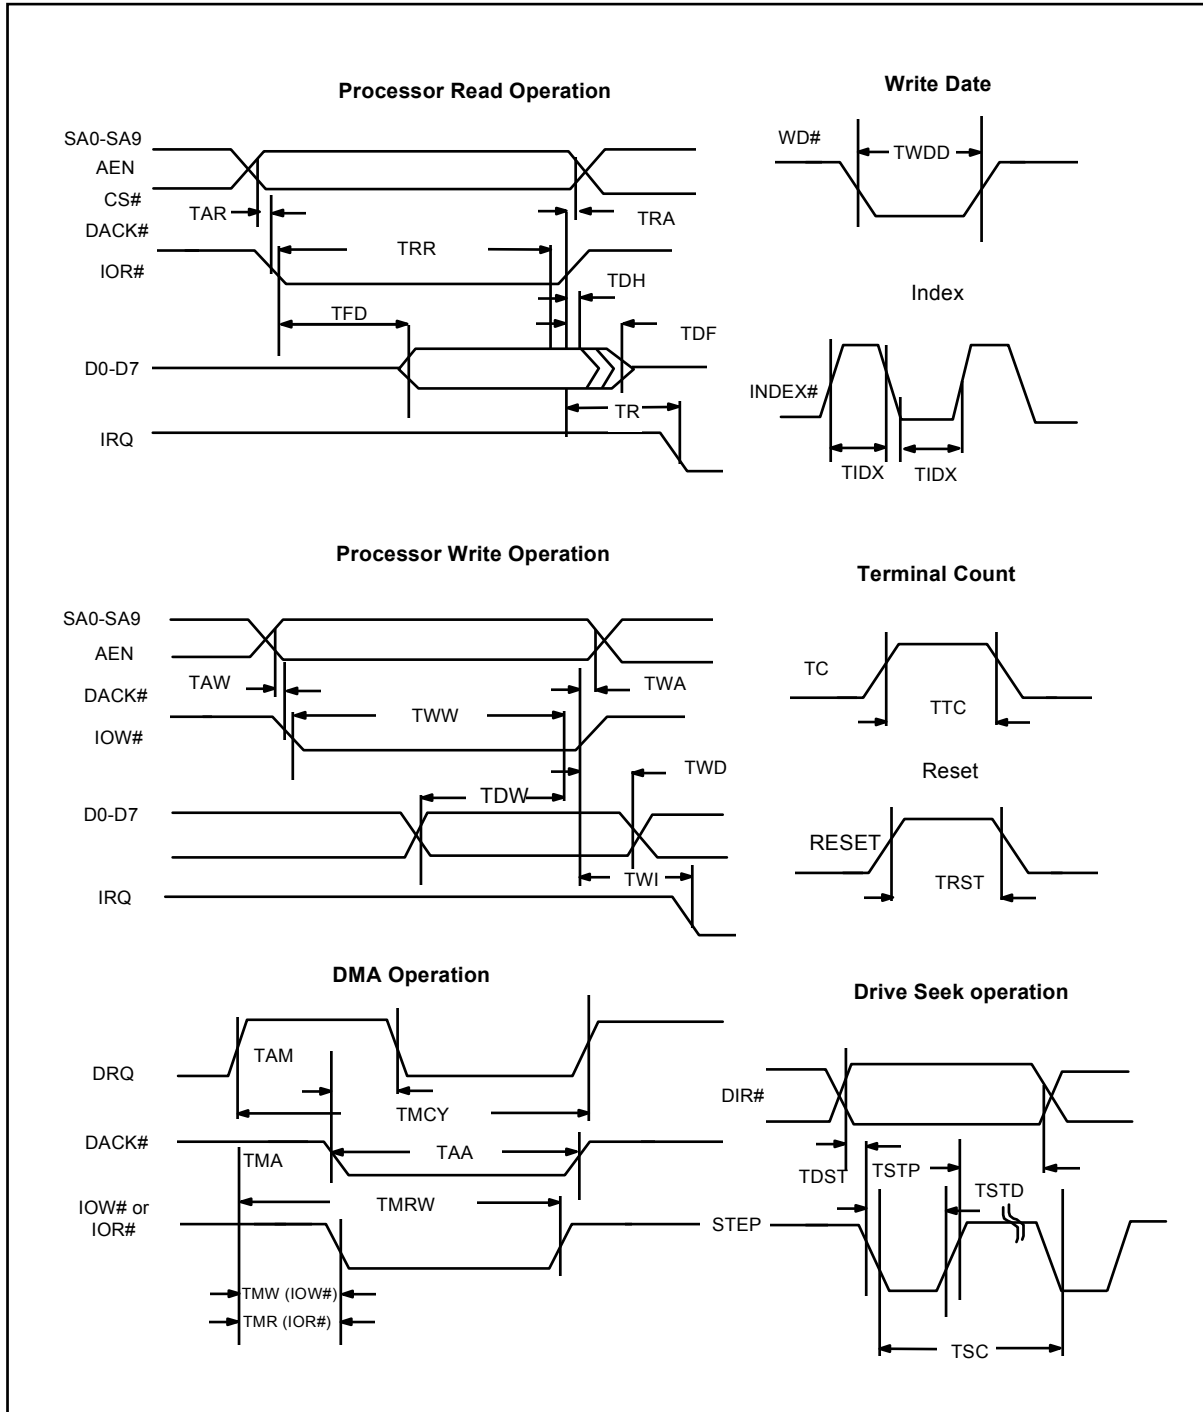 Processor Read Operation
SA0-SA9
AEN
CS#
TAR
TRA
DACK#
TRR
IOR#
TDH
TFD
TDF
D0-D7
TR
IRQ
Write Date
WD#
TWDD
Index
INDEX#
TIDX
TIDX
Processor Write Operation
SA0-SA9
AEN
TAW
TWA
DACK#
TWW
IOW#
TWD
TDW
D0-D7
TWI
IRQ
Terminal Count
TC
TTC
Reset
RESET
TRST
DMA Operation
TAM
DRQ
TMCY
DACK#
TMA
TAA
TMRW
IOW# or
IOR#
TMW (IOW#)
TMR (IOR#)
Drive Seek operation
DIR#
TDST
TSTP
TSTD
STEP
TSC